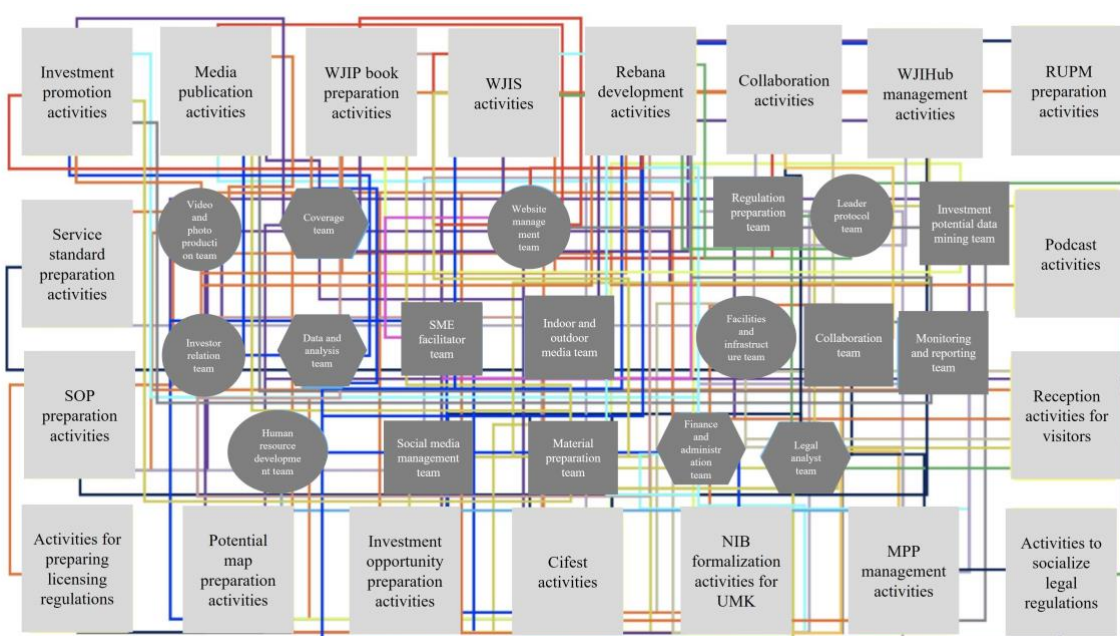 Investment
promotion
activities
Media
publication
activities
WJIP book
preparation
activities
WJIS
activities
Rebana
development
activities
Collaboration
activities
WJIHub
management
activities
RUPM
preparation
activities
Video
and
photo
producti
on team
Coverage
team
Website
manage
ment
team
Regulation
preparation
team
Leader
protocol
team
Investment
potential data
mining team
Service
standard
preparation
activities
Podcast
activities
Investor
relation
team
Data and
analysis
team
SME
facilitator
team
Indoor and
outdoor
media team
Facilities
and
infrastruct
ure team
Collaboration
team
Monitoring
and reporting
team
SOP
preparation
activities
Reception
activities for
visitors
Human
resource
developme
nt team
Social media
management
team
Material
preparation
team
Finance
and
administr
ation
team
Legal
analyst
team
Activities for
preparing
licensing
regulations
Potential
map
preparation
activities
Investment
opportunity
preparation
activities
Cifest
activities
NIB
formalization
activities for
UMK
MPP
management
activities
Activities to
socialize
legal
regulations